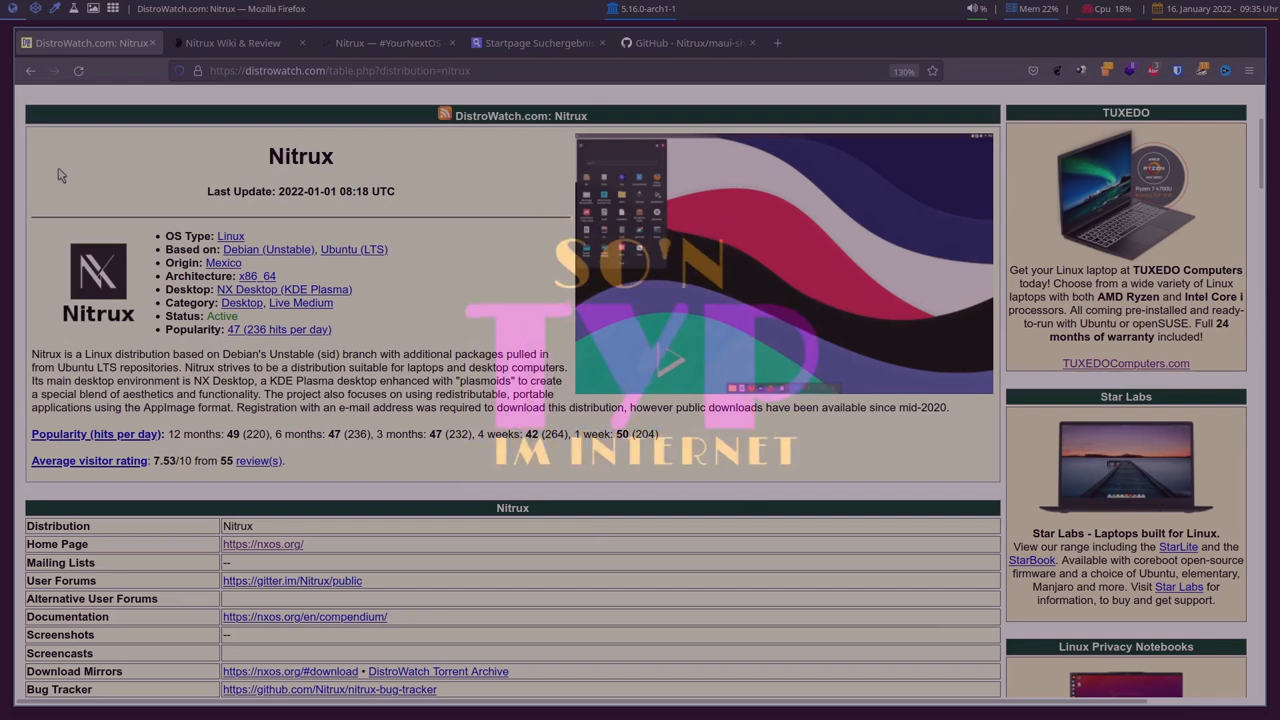 DistroWatch.com: Nitrux — Mozilla Firefox
5.16.0-arch1-1
%
Mem 22%
Cpu 18%
16. January 2022 - 09:35 Uhr
DistroWatch.com: Nitrux
Nitrux Wiki & Review
Nitrux — #YourNextOS
Startpage Suchergebnis
GitHub - Nitrux/maui-sh
https://distrowatch.com/table.php?distribution=nitrux
130%
DistroWatch.com: Nitrux
Nitrux
Last Update: 2022-01-01 08:18 UTC
Nitrux
• OS Type: Linux
• Based on: Debian (Unstable), Ubuntu (LTS)
• Origin: Mexico
• Architecture: x86_64
• Desktop: NX Desktop (KDE Plasma)
• Category: Desktop, Live Medium
• Status: Active
• Popularity: 47 (236 hits per day)
Nitrux is a Linux distribution based on Debian's Unstable (sid) branch with additional packages pulled in
from Ubuntu LTS repositories. Nitrux strives to be a distribution suitable for laptops and desktop computers.
Its main desktop environment is NX Desktop, a KDE Plasma desktop enhanced with "plasmoids" to create
a special blend of aesthetics and functionality. The project also focuses on using redistributable, portable
applications using the AppImage format. Registration with an e-mail address was required to download this distribution, however public downloads have been available since mid-2020.
Popularity (hits per day): 12 months: 49 (220), 6 months: 47 (236), 3 months: 47 (232), 4 weeks: 42 (264), 1 week: 50 (204)
Average visitor rating: 7.53/10 from 55 review(s).
SO'N
TYP
IM INTERNET
Nitrux
Distribution Nitrux
Home Page https://nxos.org/
Mailing Lists --
User Forums https://gitter.im/Nitrux/public
Alternative User Forums
Documentation https://nxos.org/en/compendium/
Screenshots --
Screencasts
Download Mirrors https://nxos.org/#download • DistroWatch Torrent Archive
Bug Tracker https://github.com/Nitrux/nitrux-bug-tracker
TUXEDO
AMD
RYZEN
Ryzen 7 4700U
Get your Linux laptop at TUXEDO Computers
today! Choose from a wide variety of Linux
laptops with both AMD Ryzen and Intel Core i
processors. All coming pre-installed and ready-
to-run with Ubuntu or openSUSE. Full 24
months of warranty included!
TUXEDOComputers.com
Star Labs
Star Labs - Laptops built for Linux.
View our range including the StarLite and the
StarBook. Available with coreboot open-source
firmware and a choice of Ubuntu, elementary,
Manjaro and more. Visit Star Labs for
information, to buy and get support.
Linux Privacy Notebooks